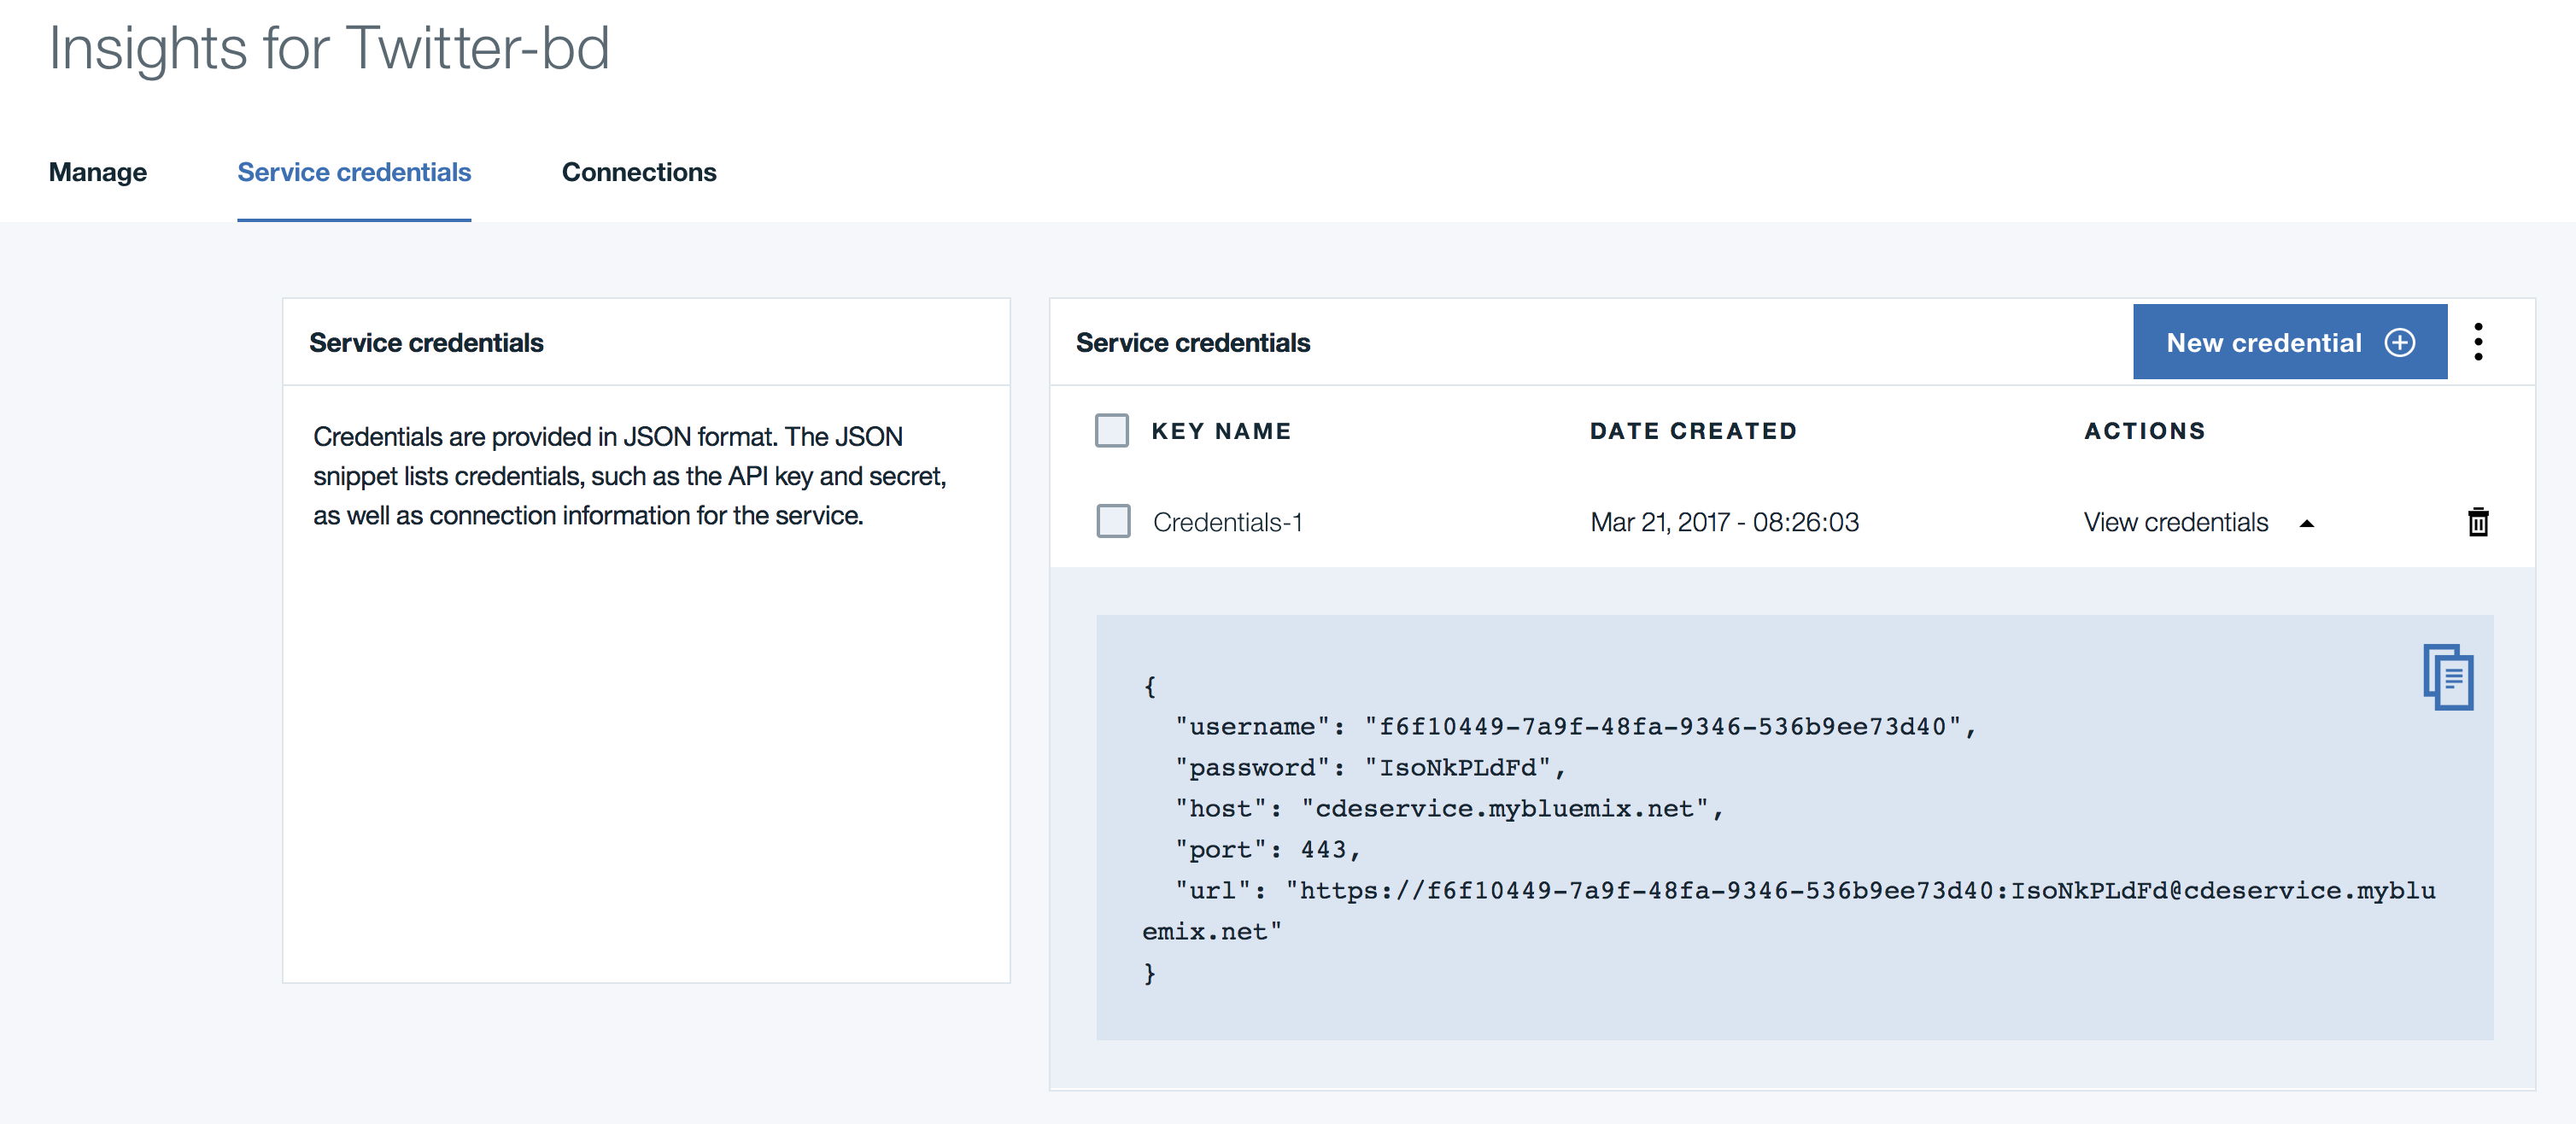 Insights for Twitter-bd
Manage Service credentials Connections
Service credentials
Credentials are provided in JSON format. The JSON
snippet lists credentials, such as the API key and secret,
as well as connection information for the service.
Service credentials New credential
KEY NAME DATE CREATED ACTIONS
Credentials-1 Mar 21, 2017 - 08:26:03 View credentials
{
"username": "f6f10449-7a9f-48fa-9346-536b9ee73d40",
"password": "IsoNkPLdFd",
"host": "cdeservice.mybluemix.net",
"port": 443,
"url": "https://f6f10449-7a9f-48fa-9346-536b9ee73d40:IsoNkPLdFd@cdeservice.myblu
emix.net"
}